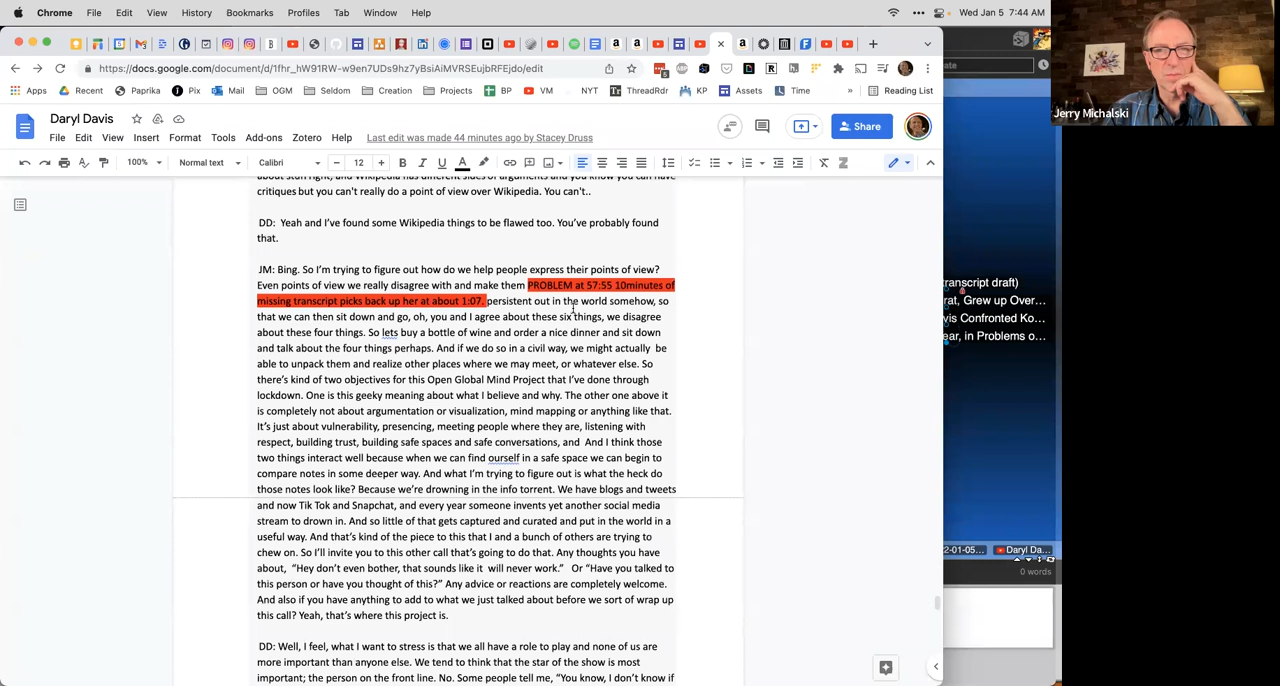 Chrome File Edit View History Bookmarks Profiles Tab Window Help Wed Jan 5 7:44 AM
https://docs.google.com/document/d/1fhr_hW91RW-w9en7UDs9hz7yBsiAiMVRSEujbRFEjdo/edit
Apps Recent Paprika Pix Mail OGM Seldom Creation Projects BP VM NYT ThreadRdr KP Assets Time » Reading List
Daryl Davis
File Edit View Insert Format Tools Add-ons Zotero Help Last edit was made 44 minutes ago by Stacey Druss
Share
100% Normal text Calibri 12 B I U A
critiques but you can't really do a point of view over Wikipedia. You can't..
DD: Yeah and I've found some Wikipedia things to be flawed too. You've probably found
that.
JM: Bing. So I'm trying to figure out how do we help people express their points of view?
Even points of view we really disagree with and make them PROBLEM at 57:55 10minutes of
missing transcript picks back up her at about 1:07. persistent out in the world somehow, so
that we can then sit down and go, oh, you and I agree about these six things, we disagree
about these four things. So lets buy a bottle of wine and order a nice dinner and sit down
and talk about the four things perhaps. And if we do so in a civil way, we might actually be
able to unpack them and realize other places where we may meet, or whatever else. So
there's kind of two objectives for this Open Global Mind Project that I've done through
lockdown. One is this geeky meaning about what I believe and why. The other one above it
is completely not about argumentation or visualization, mind mapping or anything like that.
It's just about vulnerability, presencing, meeting people where they are, listening with
respect, building trust, building safe spaces and safe conversations, and And I think those
two things interact well because when we can find ourself in a safe space we can begin to
compare notes in some deeper way. And what I'm trying to figure out is what the heck do
those notes look like? Because we're drowning in the info torrent. We have blogs and tweets
and now Tik Tok and Snapchat, and every year someone invents yet another social media
stream to drown in. And so little of that gets captured and curated and put in the world in a
useful way. And that's kind of the piece to this that I and a bunch of others are trying to
chew on. So I'll invite you to this other call that's going to do that. Any thoughts you have
about, “Hey don't even bother, that sounds like it will never work.” Or “Have you talked to
this person or have you thought of this?” Any advice or reactions are completely welcome.
And also if you have anything to add to what we just talked about before we sort of wrap up
this call? Yeah, that's where this project is.
DD: Well, I feel, what I want to stress is that we all have a role to play and none of us are
more important than anyone else. We tend to think that the star of the show is most
important; the person on the front line. No. Some people tell me, “You know, I don't know if
Jerry Michalski
transcript draft)
rat, Grew up Over...
vis Confronted Ko...
ear, in Problems o...
2-01-05... Daryl Da...
0 words